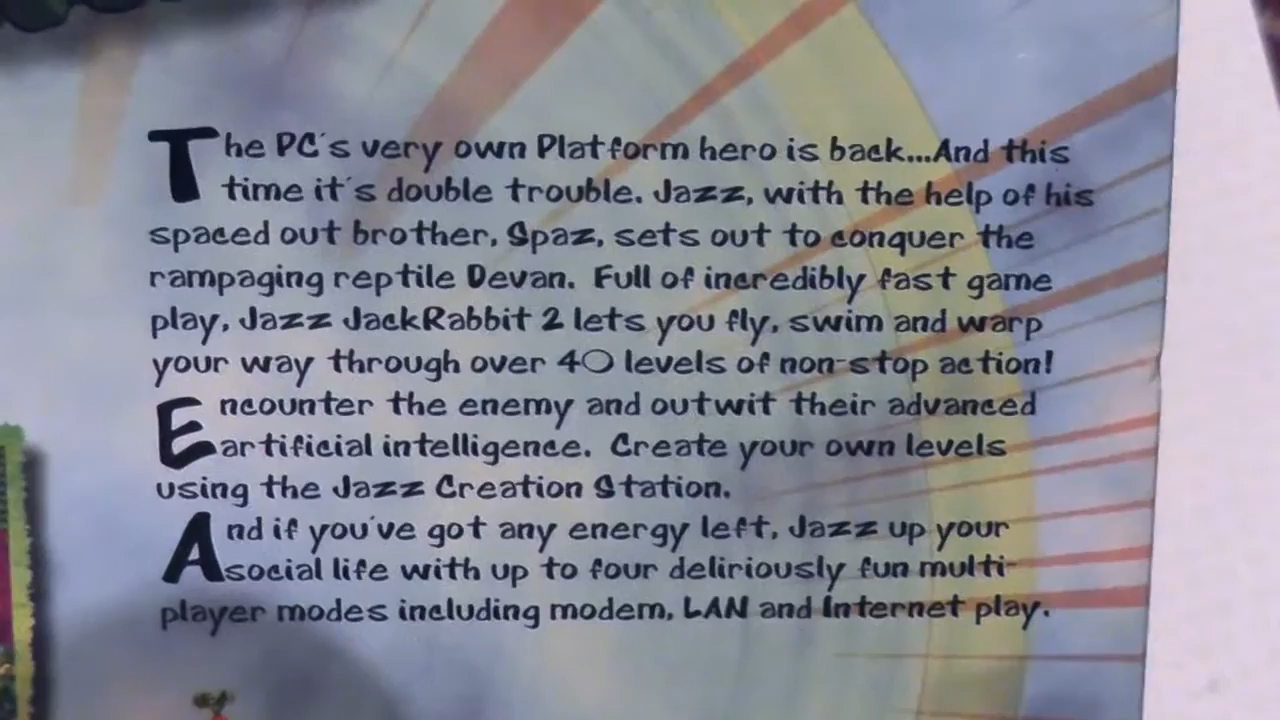 The PC's very own Platform hero is back...And this
time it's double trouble. Jazz, with the help of his
spaced out brother, Spaz, sets out to conquer the
rampaging reptile Devan. Full of incredibly fast game
play, Jazz JackRabbit 2 lets you fly, swim and warp
your way through over 40 levels of non-stop action!
Encounter the enemy and outwit their advanced
artificial intelligence. Create your own levels
using the Jazz Creation Station.
And if you've got any energy left, Jazz up your
social life with up to four deliriously fun multi-
player modes including modem, LAN and Internet play.